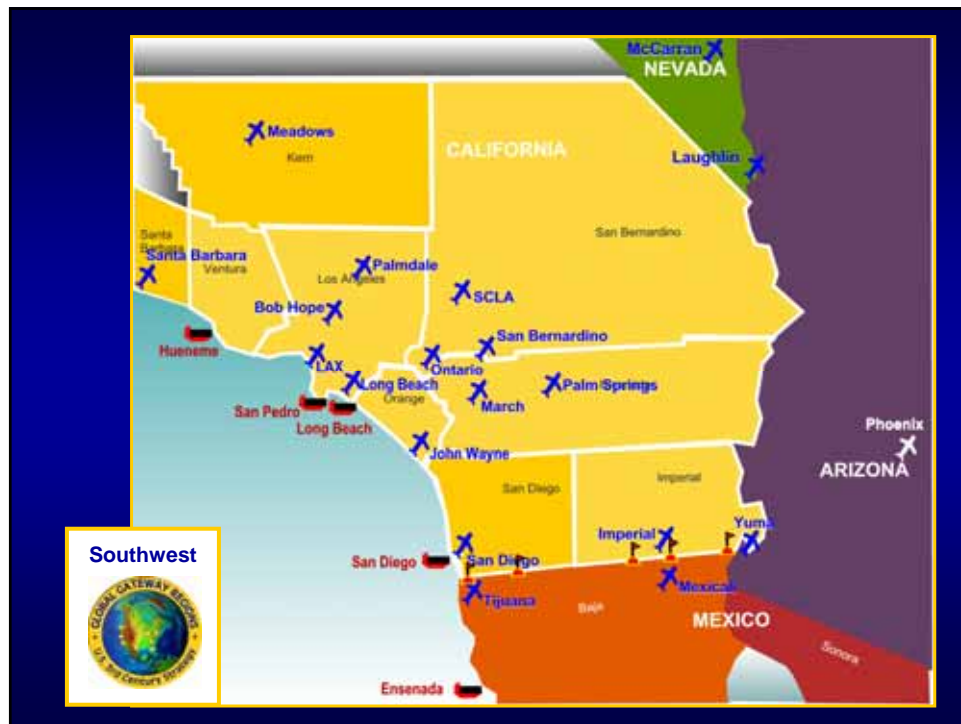 McCarran
NEVADA
Meadows
Kern
CALIFORNIA
Laughlin
Santa
Barbara
San Bernardino
Santa Barbara
Ventura
Palmdale
Los Angeles
SCLA
Bob Hope
San Bernardino
Hueneme
LAX
Ontario
Long Beach
Palm Springs
Orange
March
San Pedro
Long Beach
Phoenix
John Wayne
ARIZONA
Imperial
San Diego
Yuma
Imperial
Southwest
San Diego
San Diego
Mexicali
Tijuana
Baja
MEXICO
GLOBAL GATEWAY REGIONS
U.S. 3rd Century Strategy
Sonora
Ensenada